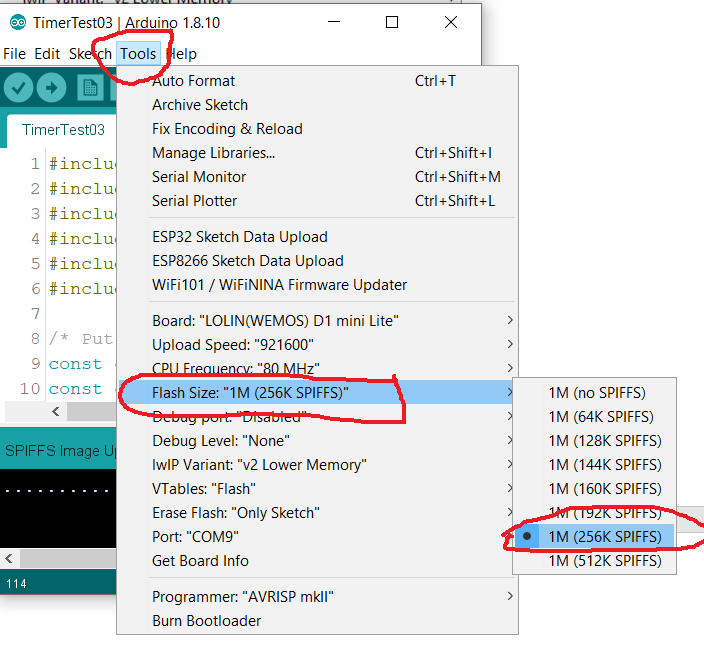 IwIP Variant: "v2 Lower Memory"
TimerTest03 | Arduino 1.8.10
File Edit Sketch Tools Help
TimerTest03
1 #inclu
2 #inclu
3 #inclu
4 #inclu
5 #inclu
6 #inclu
7
8 /* Put
9 const
10 const
SPIFFS Image Up
..........
114
Auto Format Ctrl+T
Archive Sketch
Fix Encoding & Reload
Manage Libraries... Ctrl+Shift+I
Serial Monitor Ctrl+Shift+M
Serial Plotter Ctrl+Shift+L
ESP32 Sketch Data Upload
ESP8266 Sketch Data Upload
WiFi101 / WiFiNINA Firmware Updater
Board: "LOLIN(WEMOS) D1 mini Lite"
Upload Speed: "921600"
CPU Frequency: "80 MHz"
Flash Size: "1M (256K SPIFFS)"
Debug port: "Disabled"
Debug Level: "None"
IwIP Variant: "v2 Lower Memory"
VTables: "Flash"
Erase Flash: "Only Sketch"
Port: "COM9"
Get Board Info
Programmer: "AVRISP mkII"
Burn Bootloader
1M (no SPIFFS)
1M (64K SPIFFS)
1M (128K SPIFFS)
1M (144K SPIFFS)
1M (160K SPIFFS)
1M (192K SPIFFS)
1M (256K SPIFFS)
1M (512K SPIFFS)